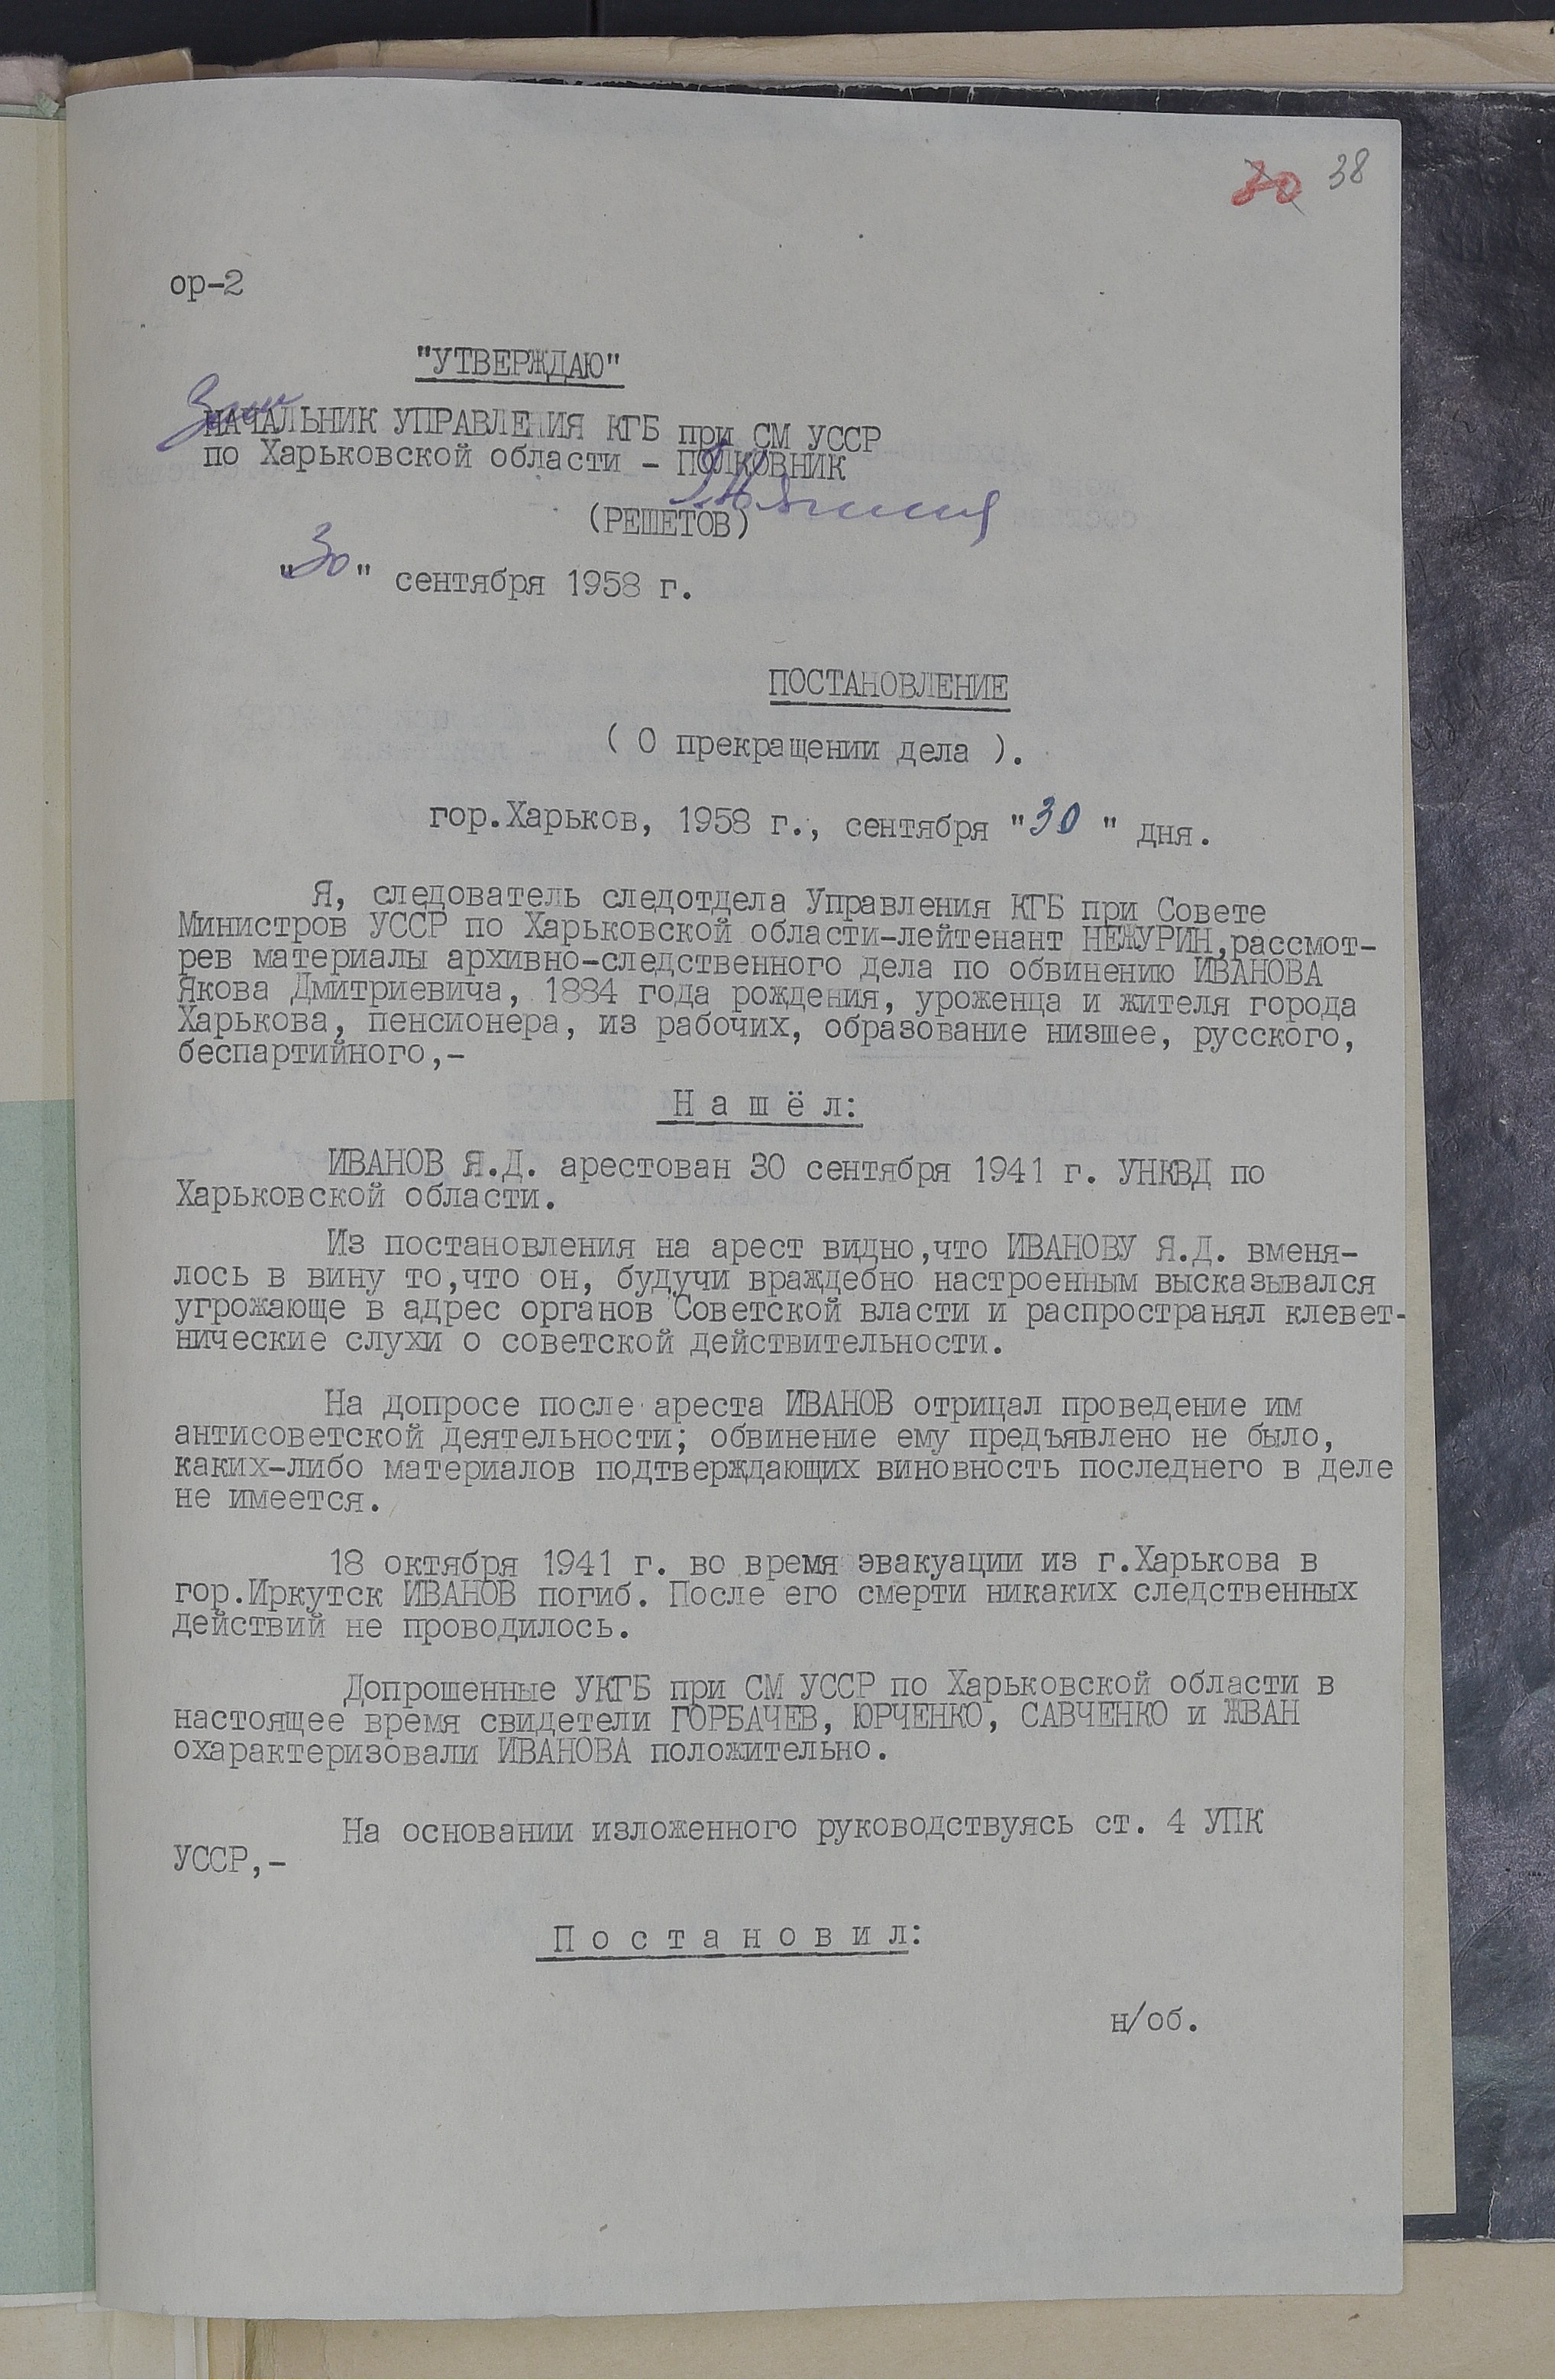 30 38
ор-2
"УТВЕРЖДАЮ"
Зам
НАЧАЛЬНИК УПРАВЛЕНИЯ КГБ при СМ УССР
по Харьковской области - ПОЛКОВНИК
(РЕШЕТОВ)
"30" сентября 1958 г.
ПОСТАНОВЛЕНИЕ
( О прекращении дела ).
гор.Харьков, 1958 г., сентября "30 " дня.
Я, следователь следотдела Управления КГБ при Совете
Министров УССР по Харьковской области-лейтенант НЕЖУРИН,рассмот-
рев материалы архивно-следственного дела по обвинению ИВАНОВА
Якова Дмитриевича, 1884 года рождения, уроженца и жителя города
Харькова, пенсионера, из рабочих, образование низшее, русского,
беспартийного,-
Н а ш ё л:
ИВАНОВ Я.Д. арестован 30 сентября 1941 г. УНКВД по
Харьковской области.
Из постановления на арест видно,что ИВАНОВУ Я.Д. вменя-
лось в вину то,что он, будучи враждебно настроенным высказывался
угрожающе в адрес органов Советской власти и распространял клевет-
нические слухи о советской действительности.
На допросе после ареста ИВАНОВ отрицал проведение им
антисоветской деятельности; обвинение ему предъявлено не было,
каких-либо материалов подтверждающих виновность последнего в деле
не имеется.
18 октября 1941 г. во время эвакуации из г.Харькова в
гор.Иркутск ИВАНОВ погиб. После его смерти никаких следственных
действий не проводилось.
Допрошенные УКГБ при СМ УССР по Харьковской области в
настоящее время свидетели ГОРБАЧЕВ, ЮРЧЕНКО, САВЧЕНКО и ЖВАН
охарактеризовали ИВАНОВА положительно.
На основании изложенного руководствуясь ст. 4 УПК
УССР,-
П о с т а н о в и л:
н/об.